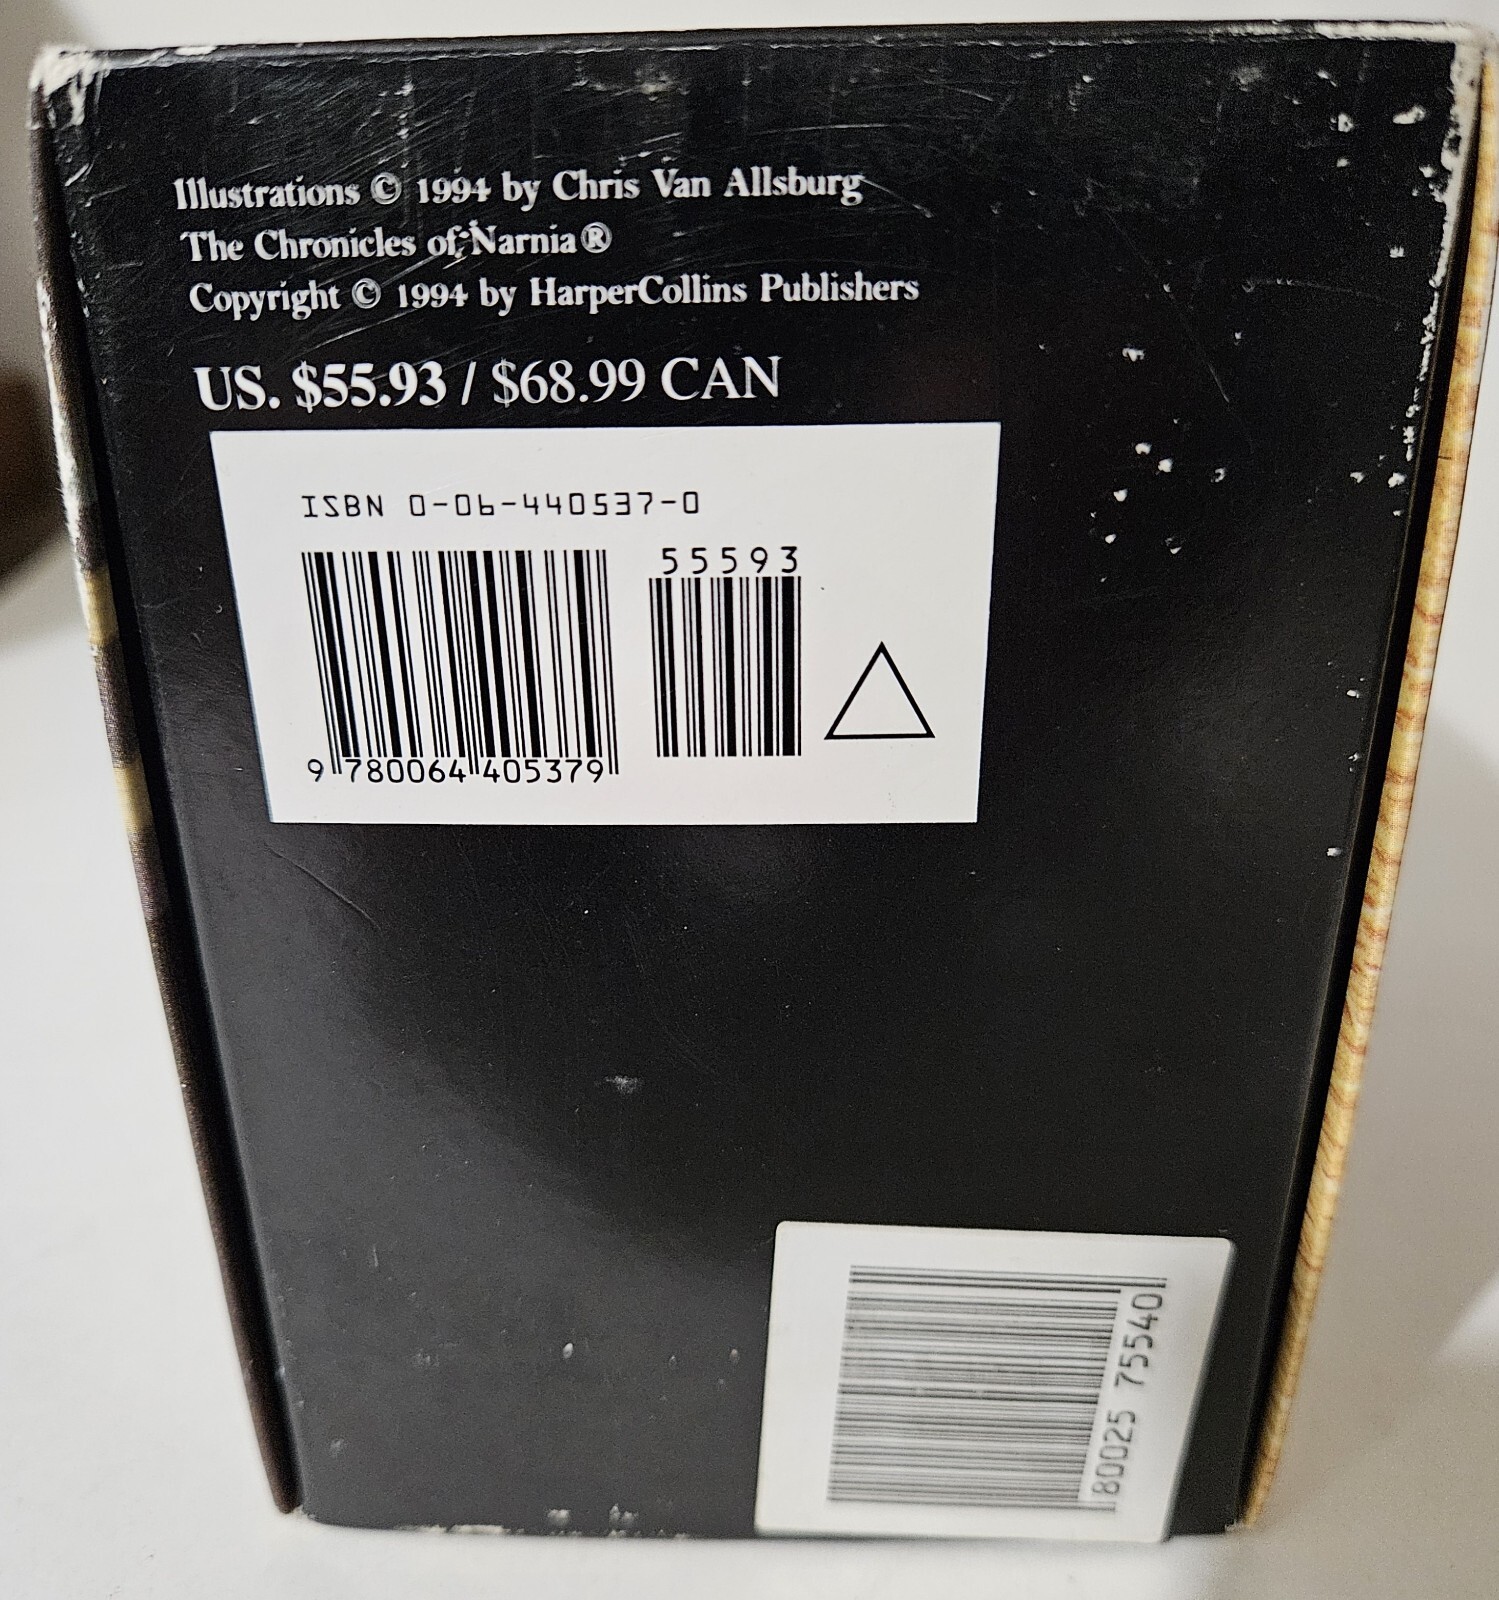 Illustrations © 1994 by Chris Van Allsburg
The Chronicles of Narnia®
Copyright © 1994 by HarperCollins Publishers
US. $55.93 / $68.99 CAN
ISBN 0-06-440537-0
55593
9 780064 405379
80025 75540